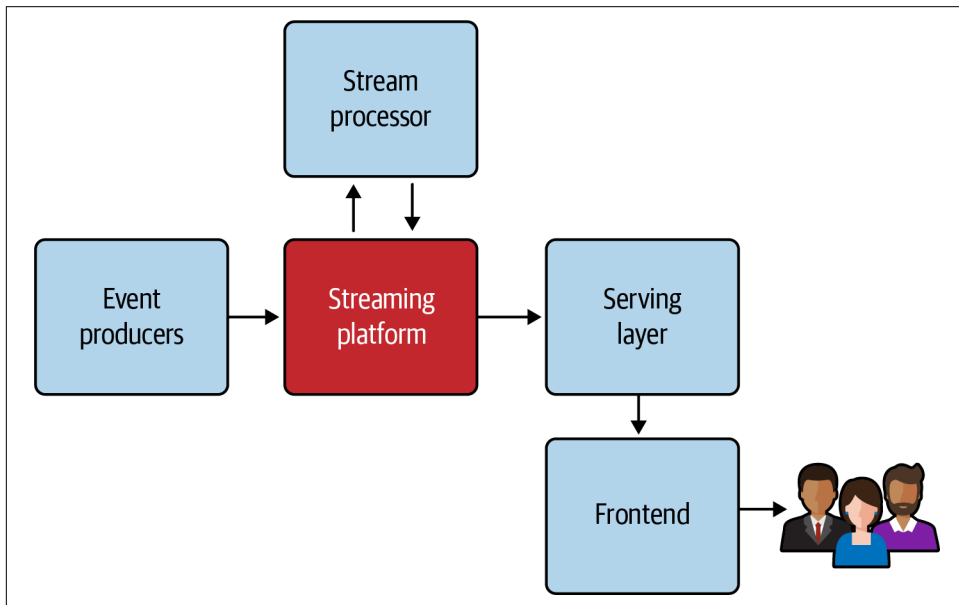 Stream
processor
Event
producers
Streaming
platform
Serving
layer
Frontend